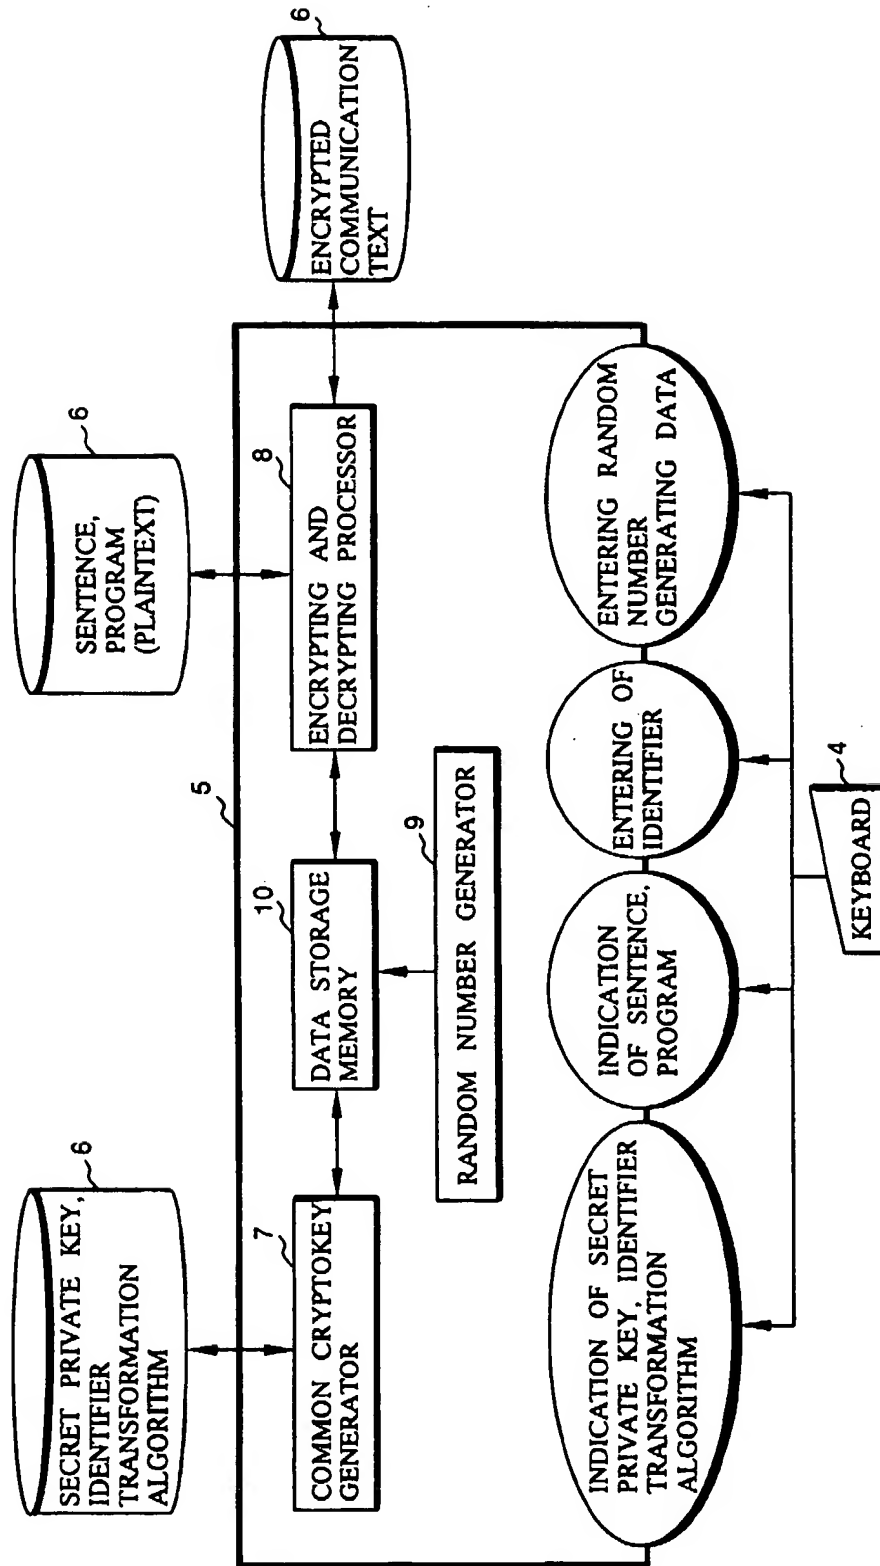 6
SECRET PRIVATE KEY,
IDENTIFIER
TRANSFORMATION
ALGORITHM
6
SENTENCE,
PROGRAM
(PLAINTEXT)
6
ENCRYPTED
COMMUNICATION
TEXT
6
5
7
COMMON CRYPTOKEY
GENERATOR
10
DATA STORAGE
MEMORY
8
ENCRYPTING AND
DECRYPTING PROCESSOR
9
RANDOM NUMBER GENERATOR
INDICATION OF SECRET
PRIVATE KEY, IDENTIFIER
TRANSFORMATION
ALGORITHM
INDICATION
OF SENTENCE,
PROGRAM
ENTERING OF
IDENTIFIER
ENTERING RANDOM
NUMBER
GENERATING DATA
KEYBOARD
4